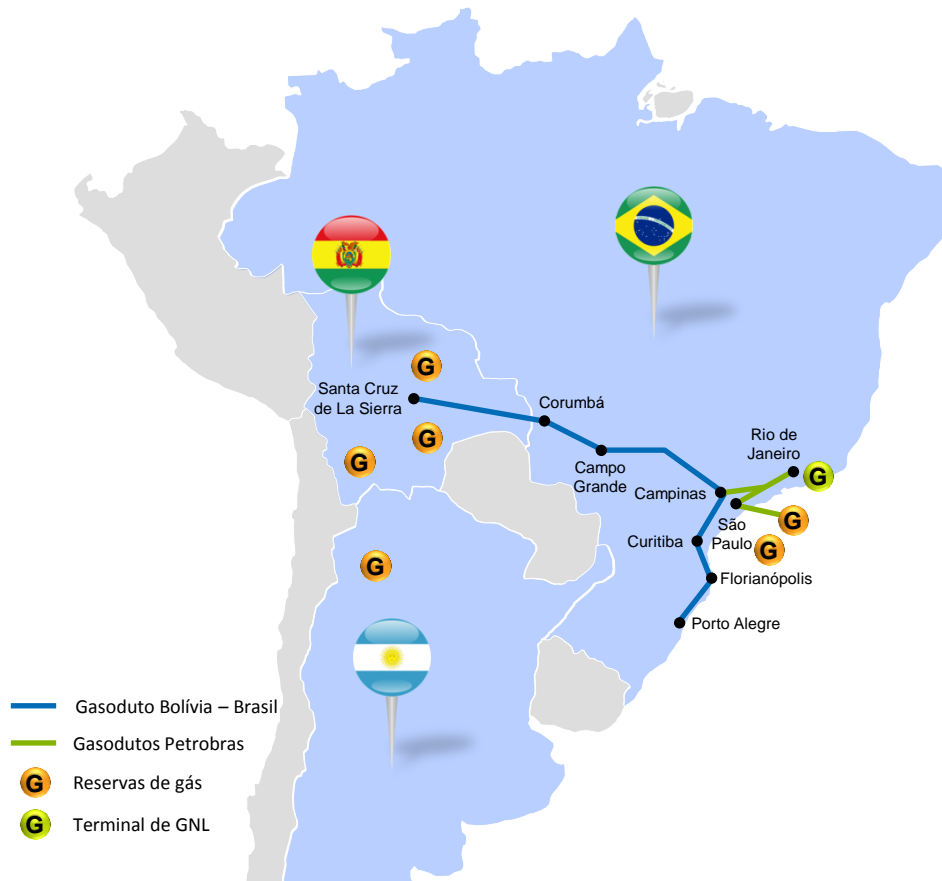 G
Santa Cruz
de La Sierra
Corumbá
G
G
Campo
Grande
Rio de
Janeiro
G
Campinas
São
Paulo
G
G
Curitiba
Florianópolis
G
Porto Alegre
Gasoduto Bolívia – Brasil
Gasodutos Petrobras
G Reservas de gás
G Terminal de GNL